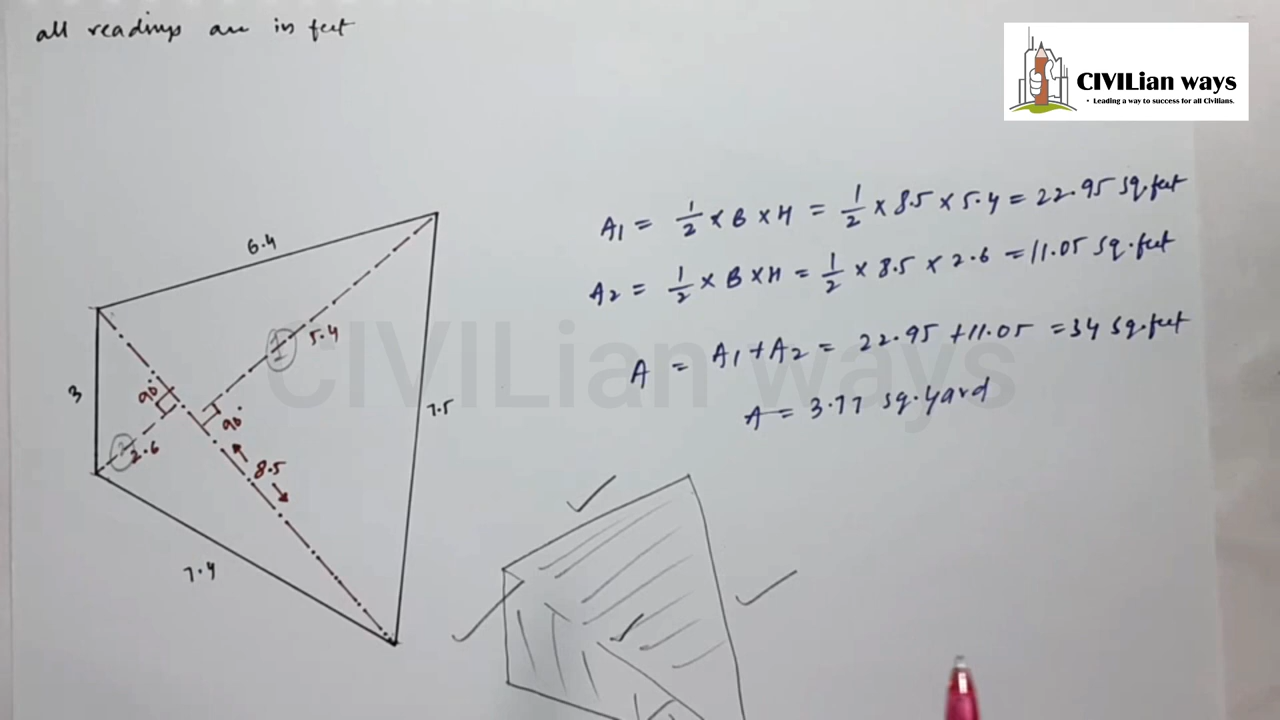 all readings are in feet
CIVILian ways
• Leading a way to success for all Civilians.
A1 = 1/2 × B × H = 1/2 × 8.5 × 5.4 = 22.95 sq.feet
A2 = 1/2 × B × H = 1/2 × 8.5 × 2.6 = 11.05 sq.feet
A = A1 + A2 = 22.95 + 11.05 = 34 sq.feet
A = 3.77 sq.yard
6.4
1
5.4
3
90°
90°
7.5
2
2.6
8.5
7.4
CIVILian ways